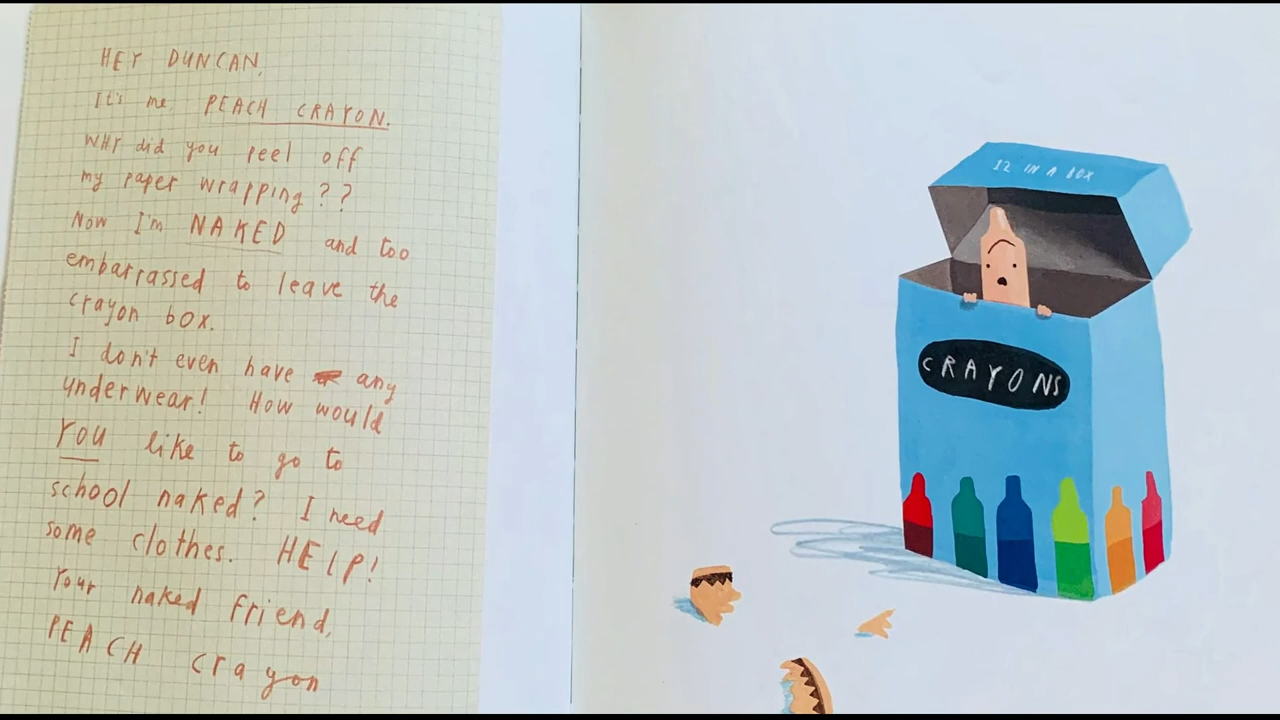 HEY DUNCAN,
It's me, PEACH CRAYON.
WHY did you peel off
my paper wrapping??
Now I'm NAKED and too
embarrassed to leave the
crayon box.
I don't even have any
underwear! How would
YOU like to go to
school naked? I need
some clothes. HELP!
Your naked friend,
PEACH crayon
12 IN A BOX
CRAYONS